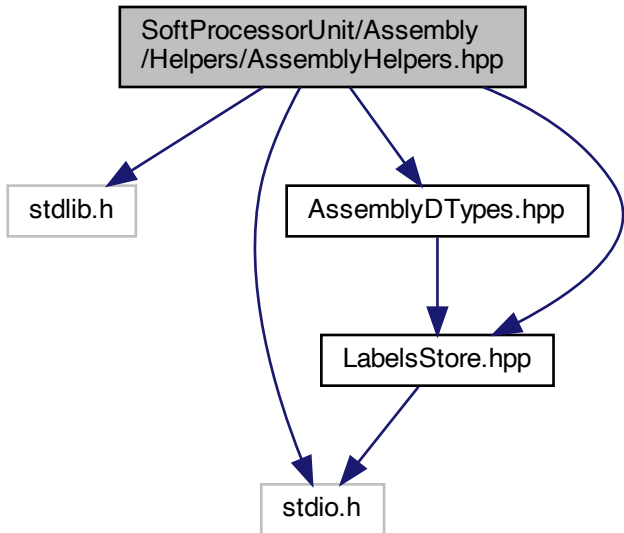 SoftProcessorUnit/Assembly
/Helpers/AssemblyHelpers.hpp
stdlib.h
AssemblyDTypes.hpp
LabelsStore.hpp
stdio.h